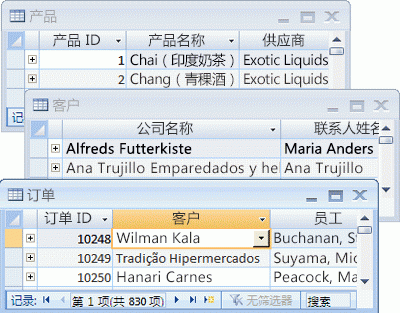 产品
产品 ID 产品名称 供应商
1 Chai（印度奶茶） Exotic Liquids
2 Chang（青稞酒） Exotic Liquids
客户
公司名称 联系人姓名
Alfreds Futterkiste Maria Anders
Ana Trujillo Emparedados y he Ana Trujillo
订单
订单 ID 客户 员工
10248 Wilman Kala Buchanan, S
10249 Tradição Hipermercados Suyama, Mic
10250 Hanari Carnes Peacock, Ma
记录: 第 1 项(共 830 项) 无筛选器 搜索